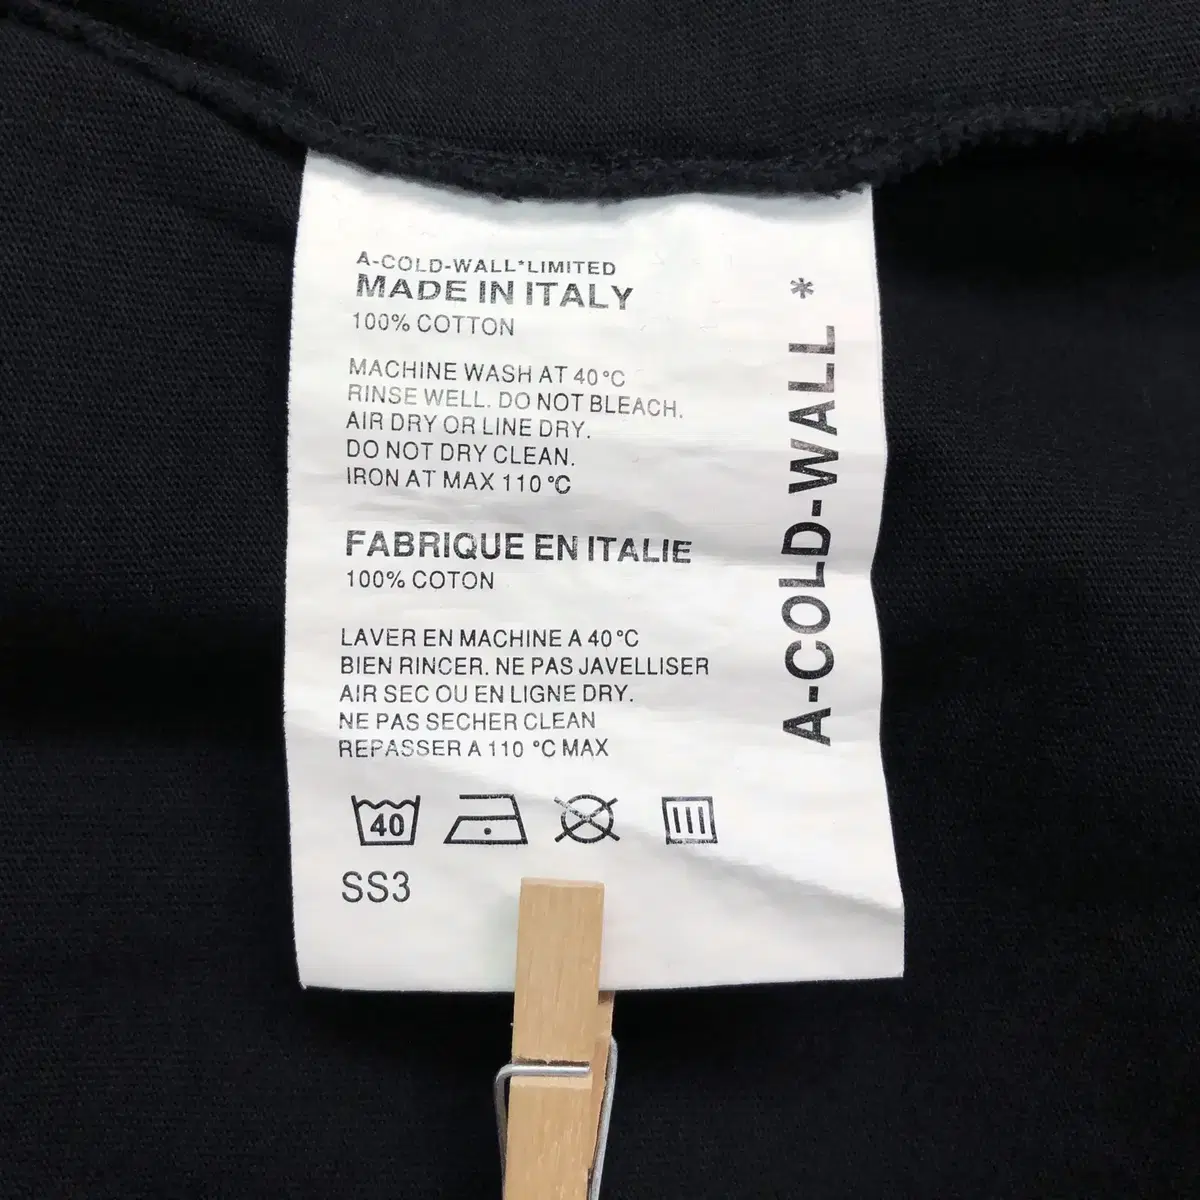 A-COLD-WALL*LIMITED
MADE IN ITALY
100% COTTON
MACHINE WASH AT 40°C
RINSE WELL. DO NOT BLEACH.
AIR DRY OR LINE DRY.
DO NOT DRY CLEAN.
IRON AT MAX 110 °C
FABRIQUE EN ITALIE
100% COTON
LAVER EN MACHINE A 40°C
BIEN RINCER. NE PAS JAVELLISER
AIR SEC OU EN LIGNE DRY.
NE PAS SECHER CLEAN
REPASSER A 110 °C MAX
40
SS3
A-COLD-WALL*